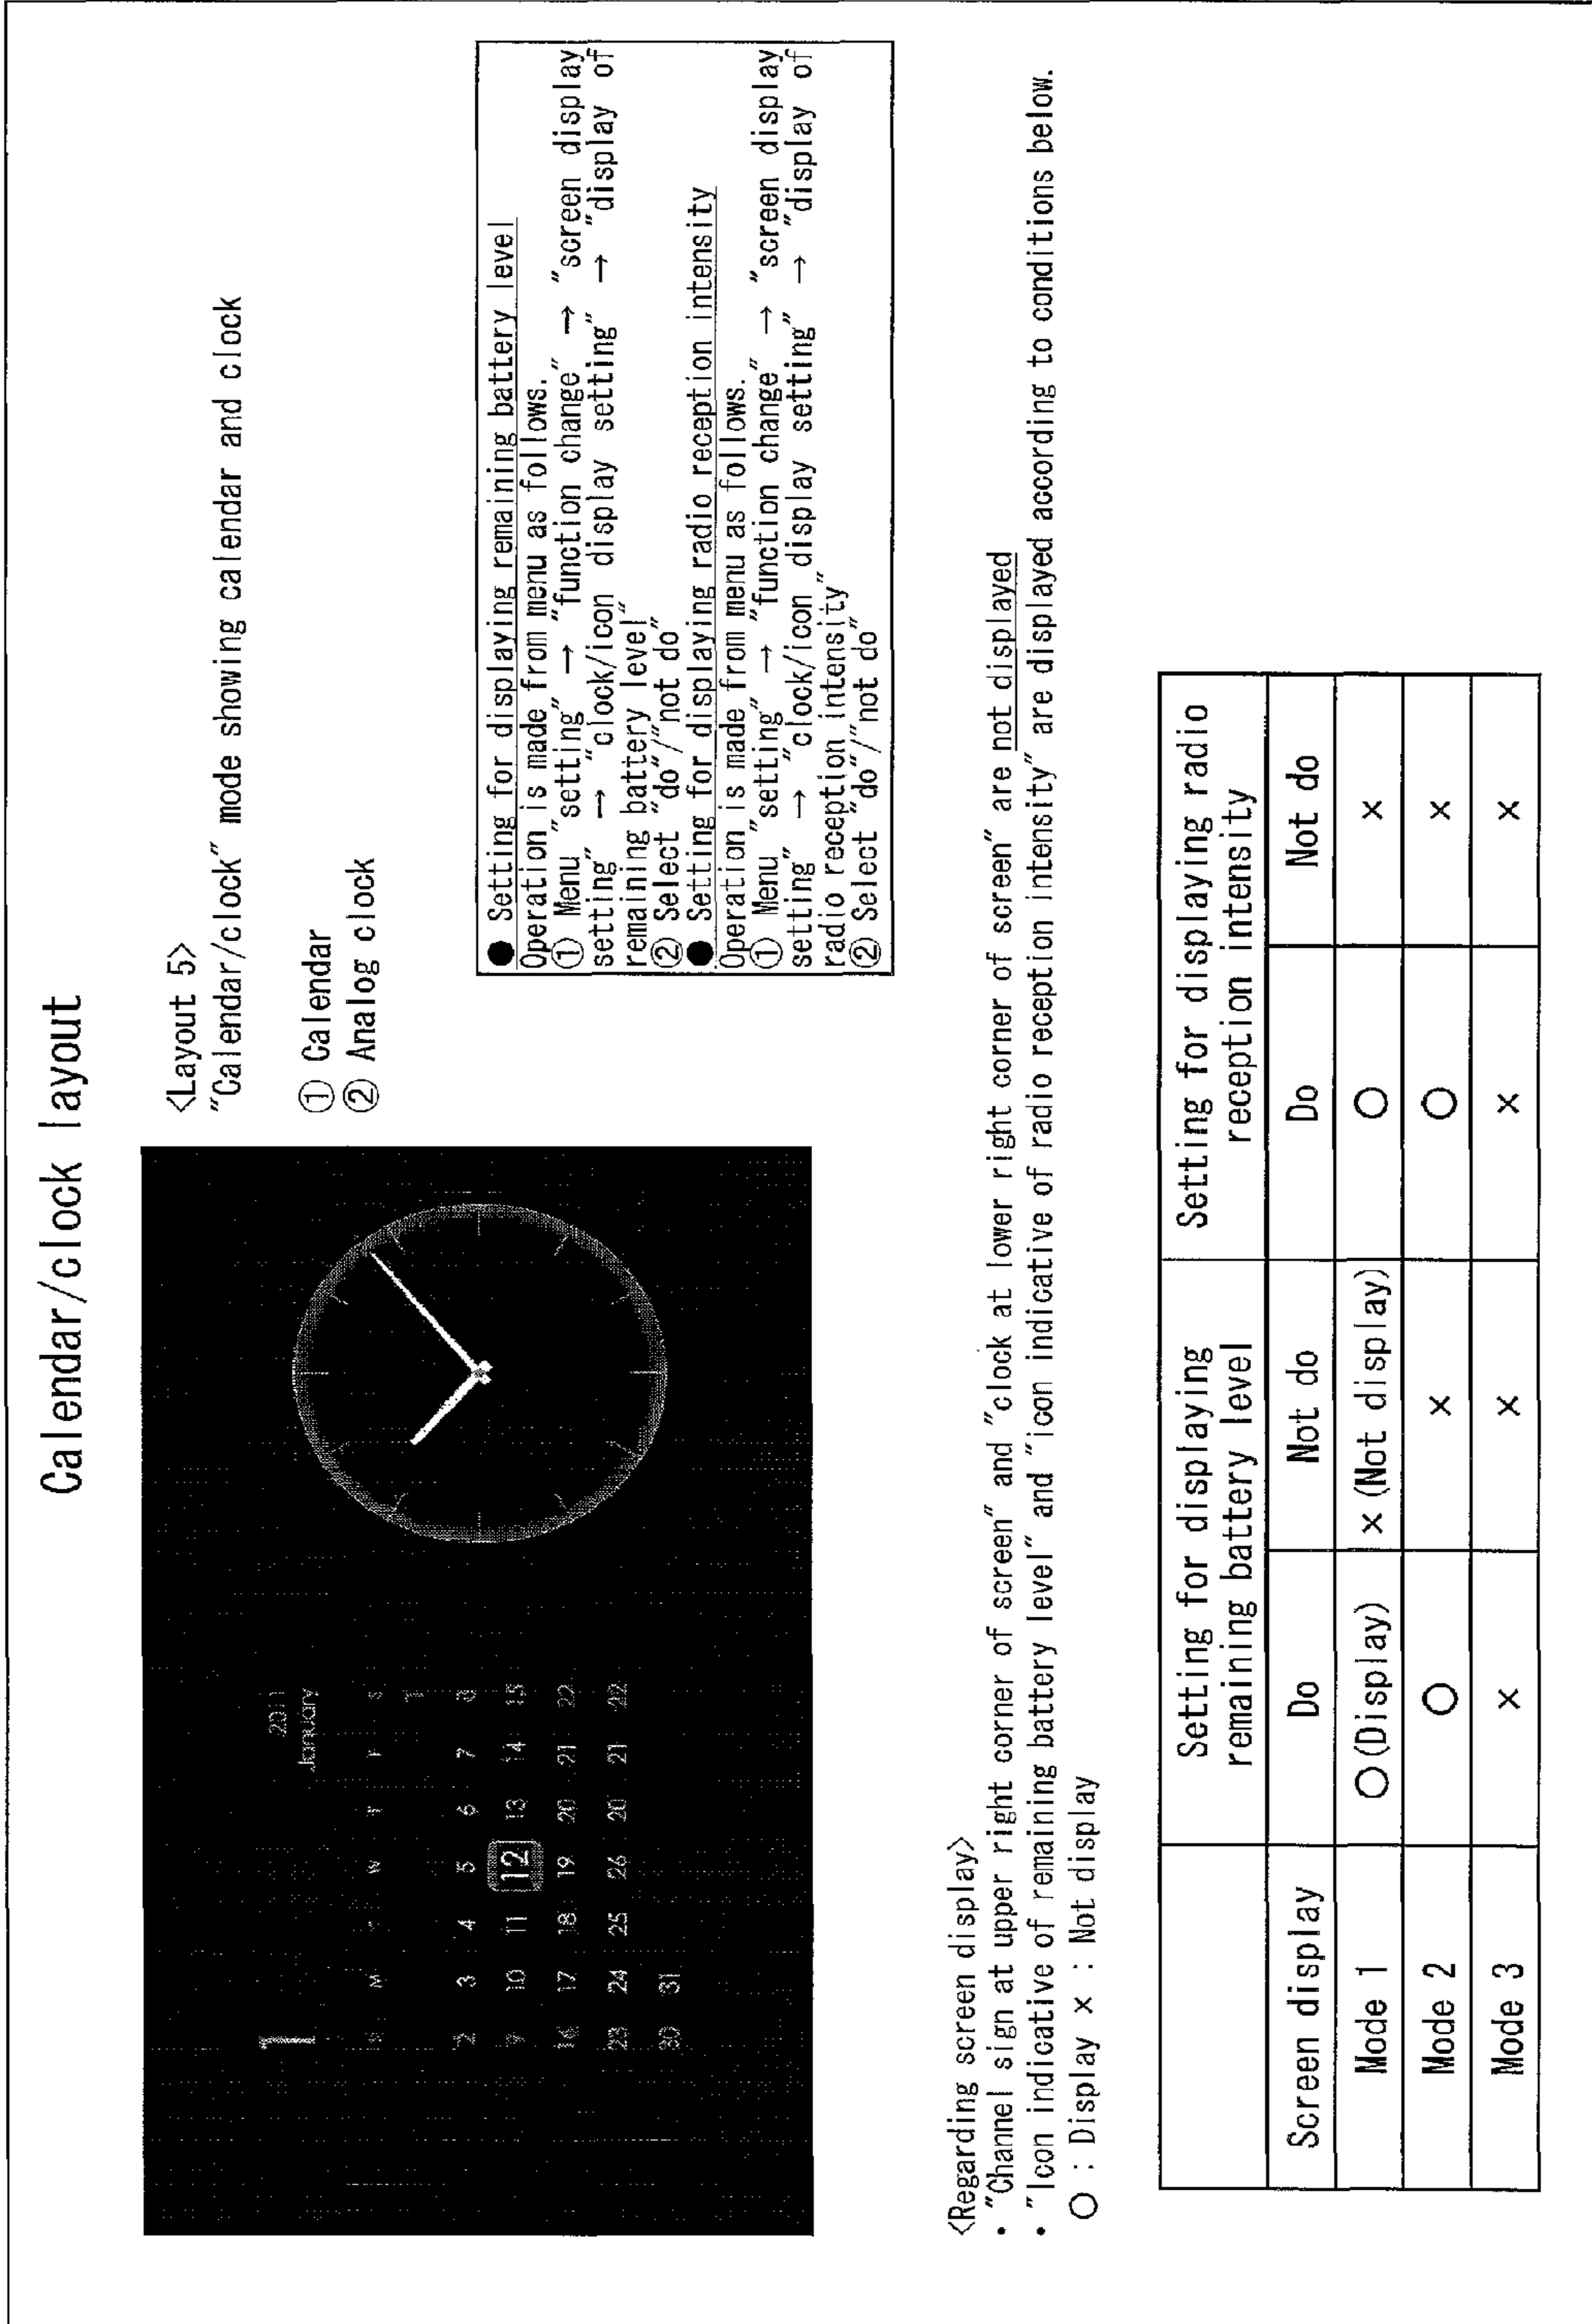 Calendar/clock layout
1
2011
January
M T W T F S
1
2 3 4 5 6 7 8
9 10 11 12 13 14 15
16 17 18 19 20 21 22
23 24 25 26 20 21 22
30 31
<Layout 5>
"Calendar/clock" mode showing calendar and clock
① Calendar
② Analog clock
● Setting for displaying remaining battery level
Operation is made from menu as follows.
① Menu "setting" → "function change" → "screen display
setting" → "clock/icon display setting" → "display of
remaining battery level"
② Select "do"/"not do"
● Setting for displaying radio reception intensity
Operation is made from menu as follows.
① Menu "setting" → "function change" → "screen display
setting" → "clock/icon display setting" → "display of
radio reception intensity"
② Select "do"/"not do"
<Regarding screen display>
• "Channel sign at upper right corner of screen" and "clock at lower right corner of screen" are not displayed
• "Icon indicative of remaining battery level" and "icon indicative of radio reception intensity" are displayed according to conditions below.
○ : Display × : Not display
Setting for displaying remaining battery level Setting for displaying radio reception intensity
Screen display Do Not do Do Not do
Mode 1 ○(Display) ×(Not display) ○ ×
Mode 2 ○ × ○ ×
Mode 3 × × × ×